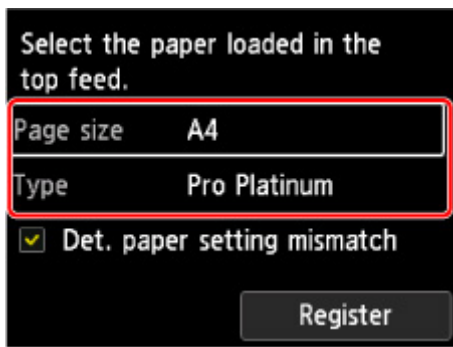 Select the paper loaded in the
top feed.
Page size A4
Type Pro Platinum
Det. paper setting mismatch
Register